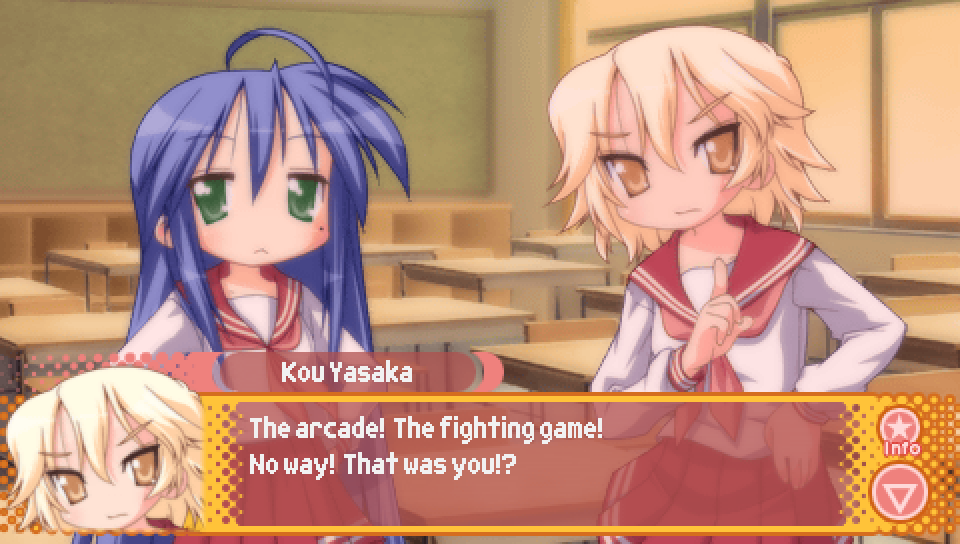 Kou Yasaka
The arcade! The fighting game!
No way! That was you!?
Info